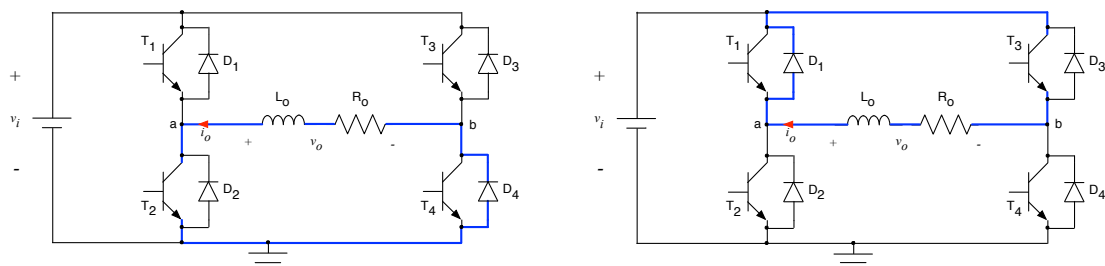 T1 D1 T3 D3
+ Lo Ro
vi a io + vo - b
-
T2 D2 T4 D4
T1 D1 T3 D3
+ Lo Ro
vi a io + vo - b
-
T2 D2 T4 D4